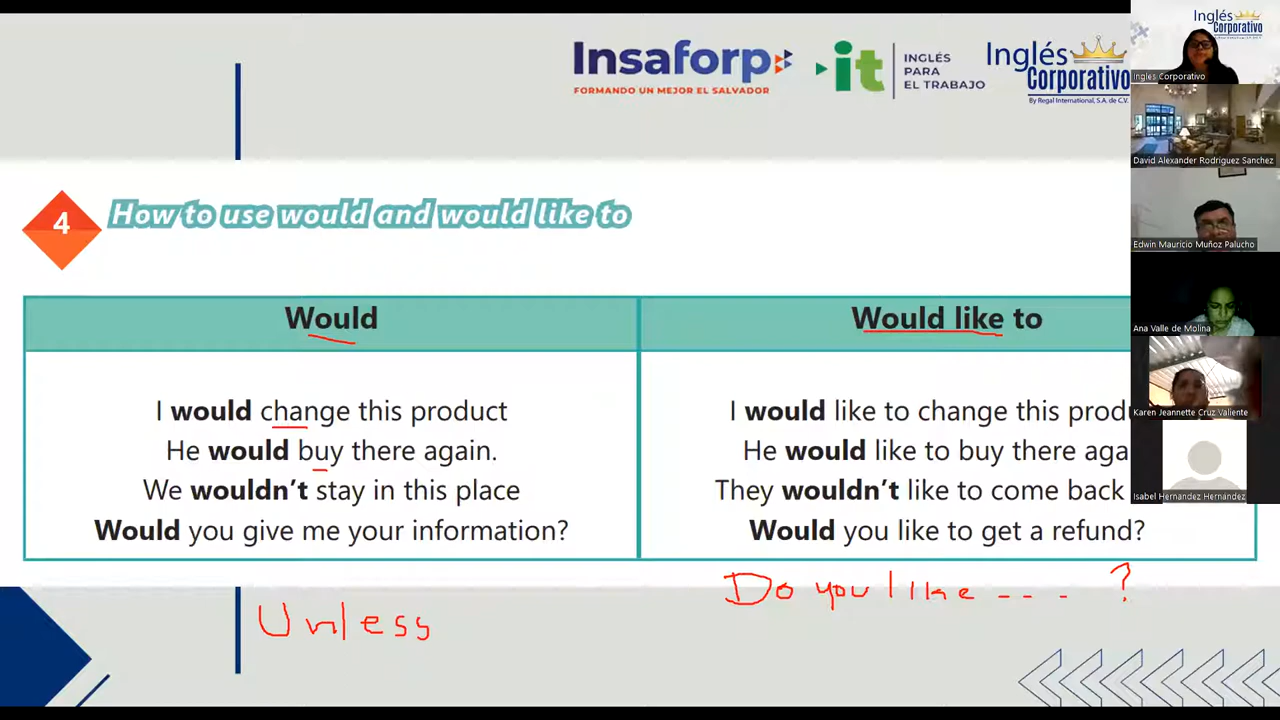 Insaforp
FORMANDO UN MEJOR EL SALVADOR
it
INGLÉS
PARA
EL TRABAJO
Inglés
Corporativo
By Regal International, S.A. de C.V.
4
How to use would and would like to
Would
I would change this product
He would buy there again.
We wouldn't stay in this place
Would you give me your information?
Would like to
I would like to change this produ
He would like to buy there aga
They wouldn't like to come back
Would you like to get a refund?
Unless
Do you like --- ?
Inglés
Corporativo
Ingles Corporativo
David Alexander Rodriguez Sanchez
Edwin Mauricio Muñoz Palucho
Ana Valle de Molina
Karen Jeannette Cruz Valiente
Isabel Hernandez Hernández